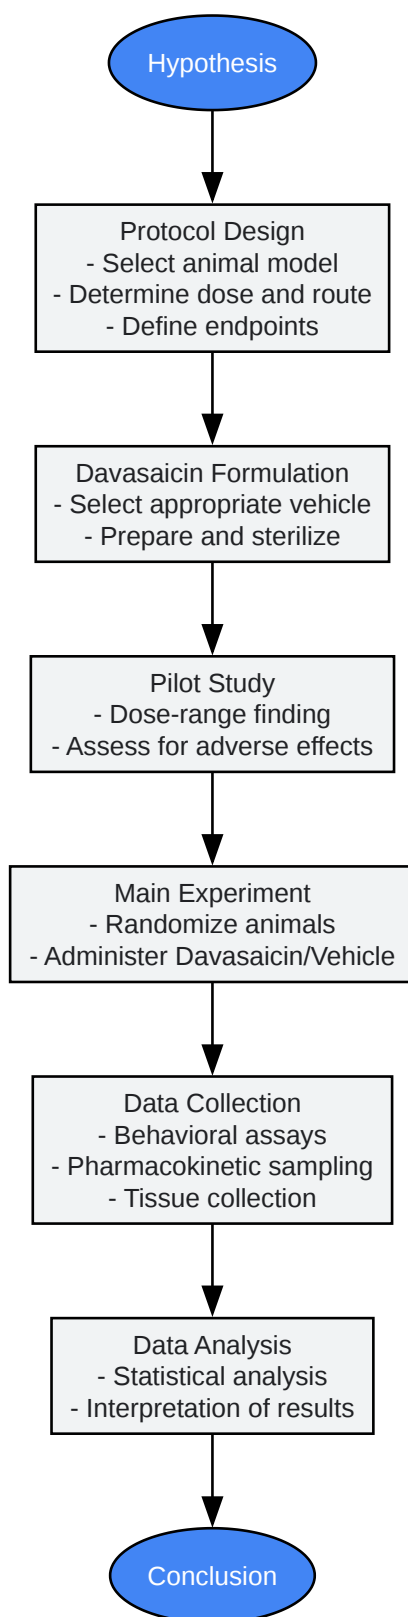 Hypothesis
Protocol Design
- Select animal model
- Determine dose and route
- Define endpoints
Davasaicin Formulation
- Select appropriate vehicle
- Prepare and sterilize
Pilot Study
- Dose-range finding
- Assess for adverse effects
Main Experiment
- Randomize animals
- Administer Davasaicin/Vehicle
Data Collection
- Behavioral assays
- Pharmacokinetic sampling
- Tissue collection
Data Analysis
- Statistical analysis
- Interpretation of results
Conclusion